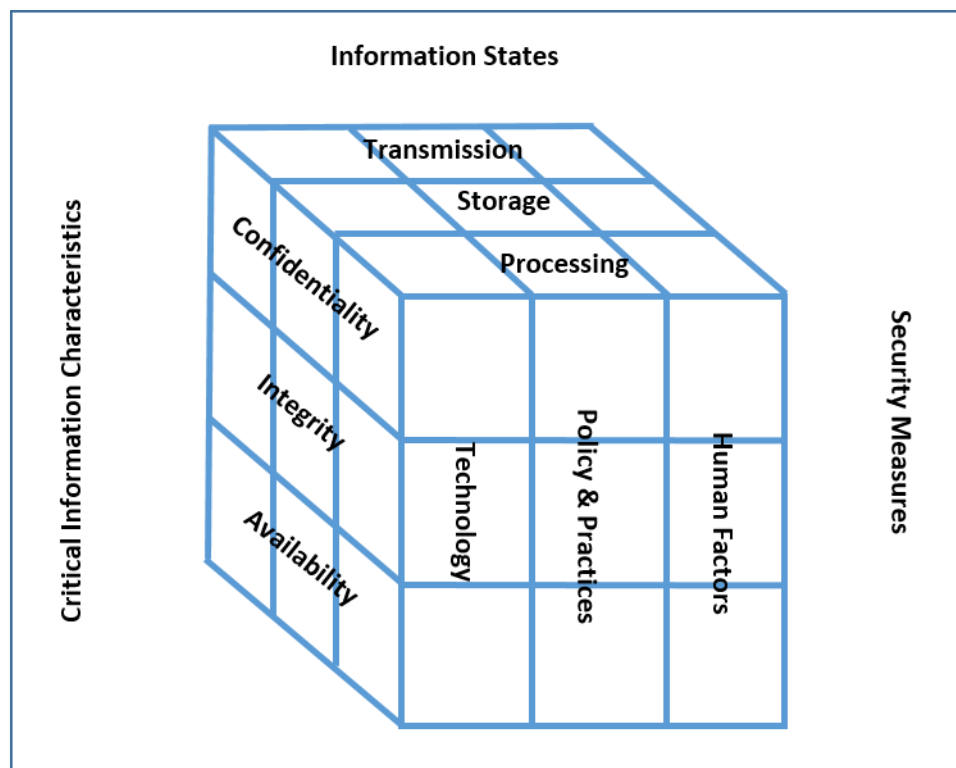 Information States
Transmission
Storage
Processing
Critical Information Characteristics
Confidentiality
Integrity
Availability
Technology
Policy & Practices
Human Factors
Security Measures